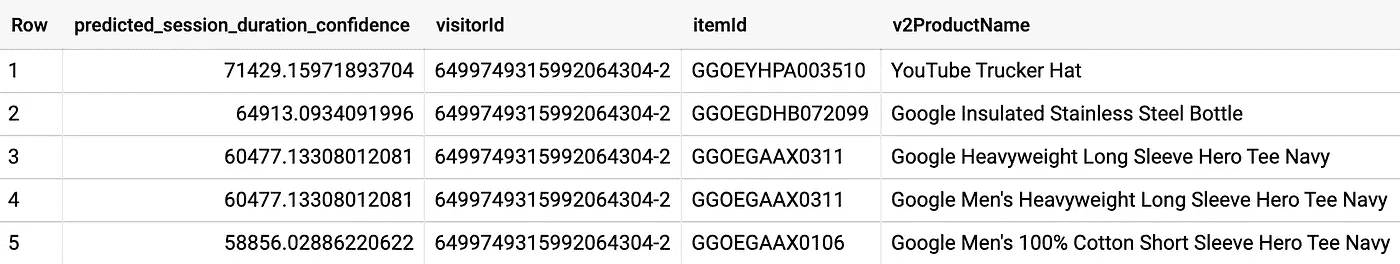 Row predicted_session_duration_confidence visitorId itemId v2ProductName
1 71429.15971893704 6499749315992064304-2 GGOEYHPA003510 YouTube Trucker Hat
2 64913.0934091996 6499749315992064304-2 GGOEGDHB072099 Google Insulated Stainless Steel Bottle
3 60477.13308012081 6499749315992064304-2 GGOEGAAX0311 Google Heavyweight Long Sleeve Hero Tee Navy
4 60477.13308012081 6499749315992064304-2 GGOEGAAX0311 Google Men's Heavyweight Long Sleeve Hero Tee Navy
5 58856.02886220622 6499749315992064304-2 GGOEGAAX0106 Google Men's 100% Cotton Short Sleeve Hero Tee Navy